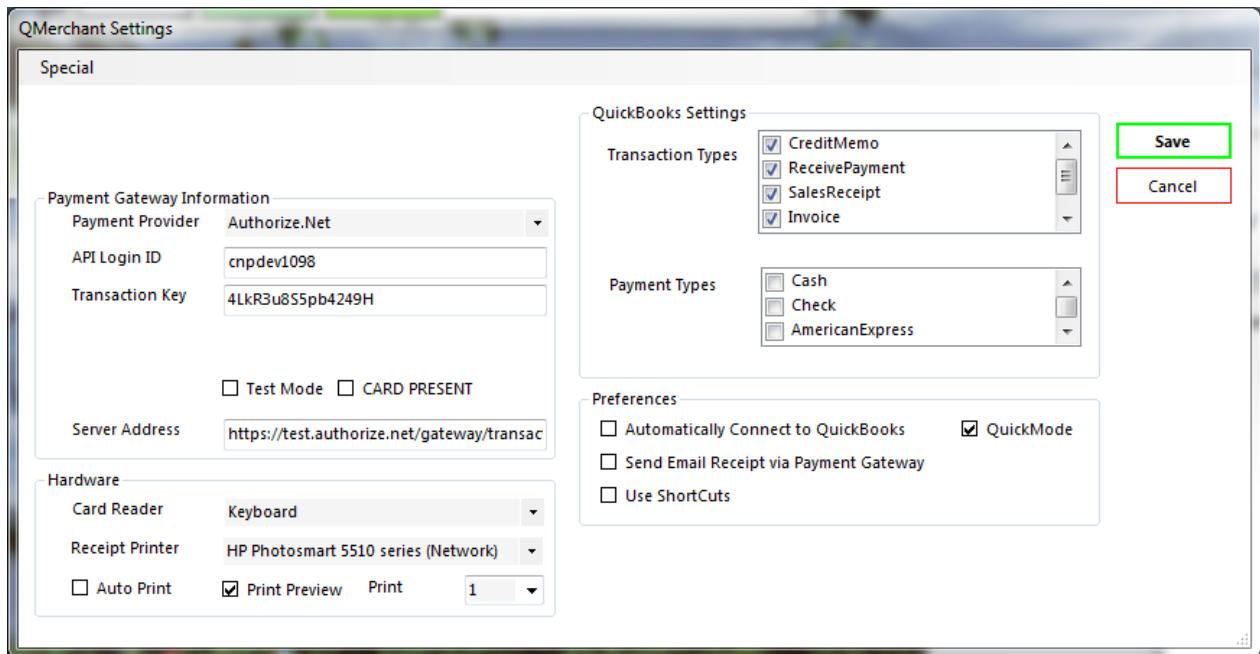 QMerchant Settings
Special
Payment Gateway Information
Payment Provider Authorize.Net
API Login ID cnpdev1098
Transaction Key 4LkR3u8S5pb4249H
Test Mode CARD PRESENT
Server Address https://test.authorize.net/gateway/transac
Hardware
Card Reader Keyboard
Receipt Printer HP Photosmart 5510 series (Network)
Auto Print Print Preview Print 1
QuickBooks Settings
Transaction Types CreditMemo
ReceivePayment
SalesReceipt
Invoice
Payment Types Cash
Check
AmericanExpress
Preferences
Automatically Connect to QuickBooks QuickMode
Send Email Receipt via Payment Gateway
Use ShortCuts
Save
Cancel